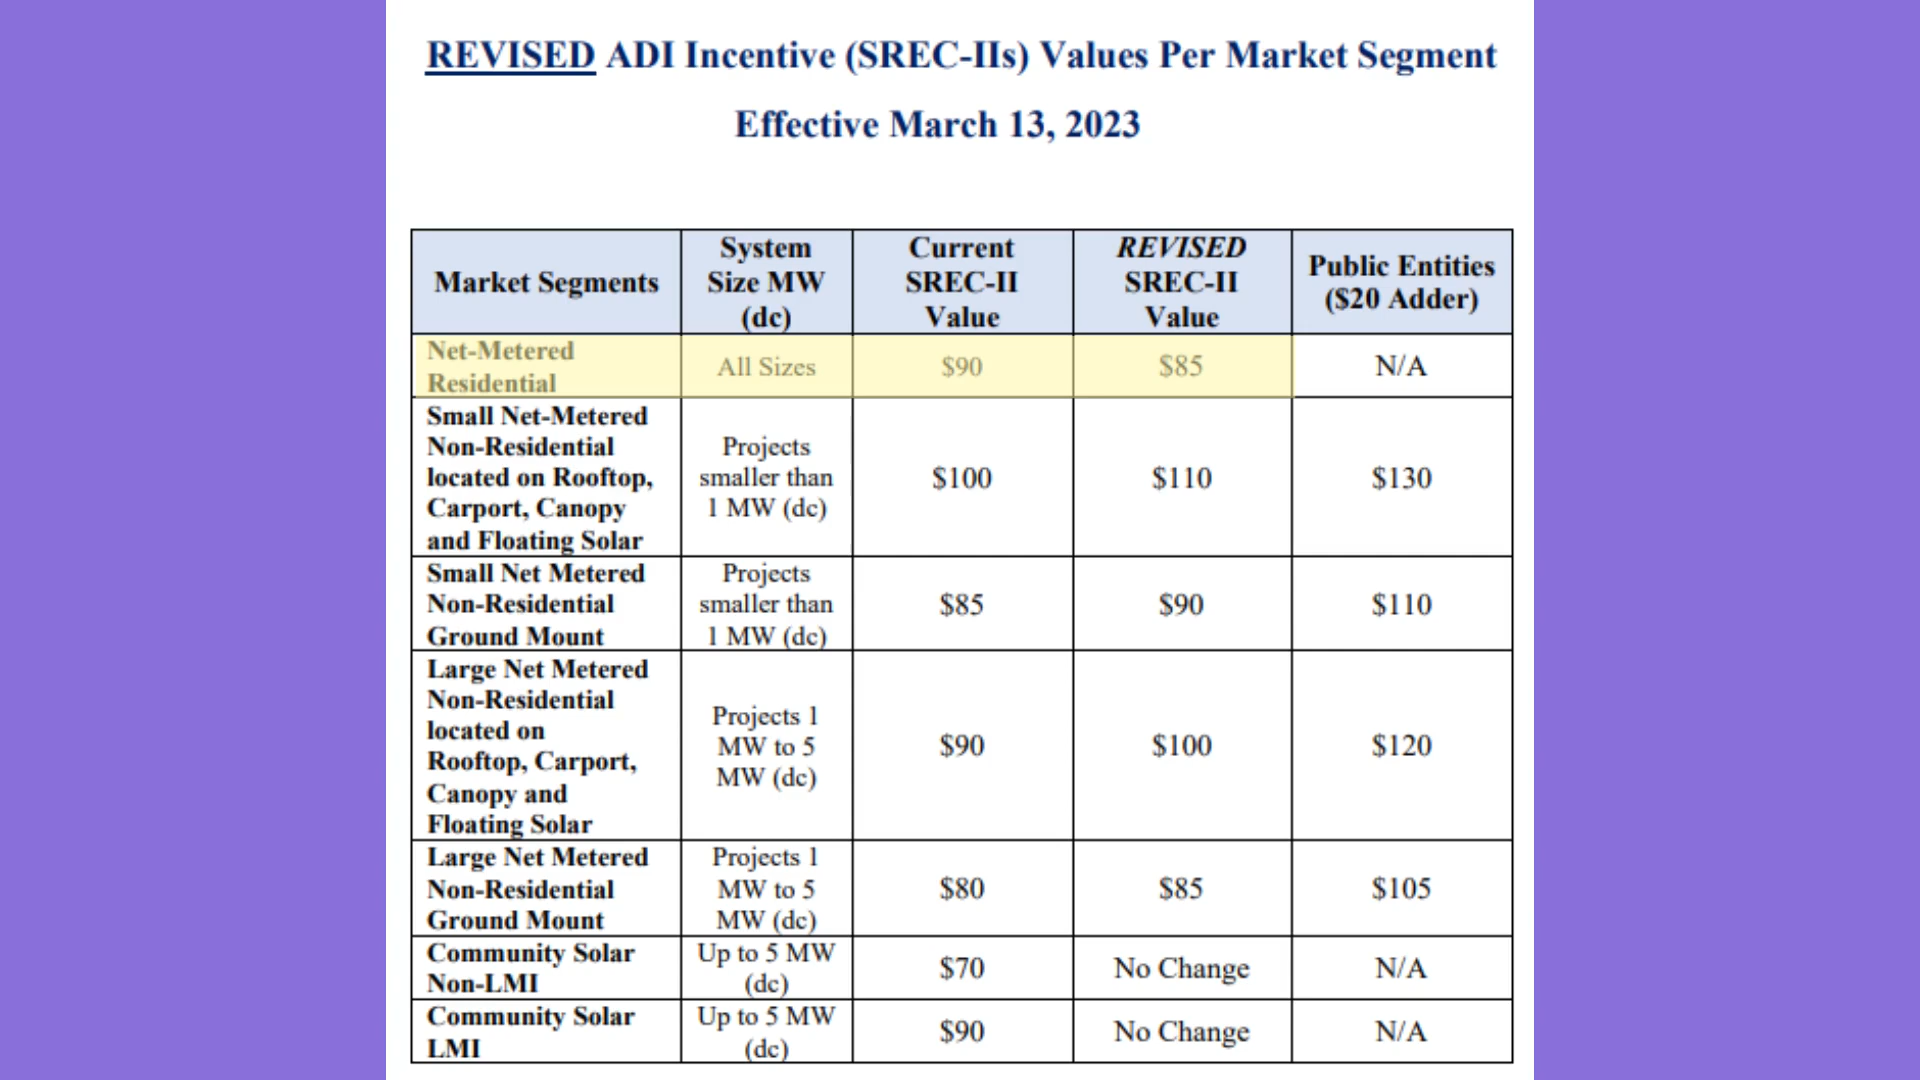 REVISED ADI Incentive (SREC-IIs) Values Per Market Segment
Effective March 13, 2023
Market Segments
System
Size MW
(dc)
Current
SREC-II
Value
REVISED
SREC-II
Value
Public Entities
($20 Adder)
Net-Metered
Residential
All Sizes
$90
$85
N/A
Small Net-Metered
Non-Residential
located on Rooftop,
Carport, Canopy
and Floating Solar
Projects
smaller than
1 MW (dc)
$100
$110
$130
Small Net Metered
Non-Residential
Ground Mount
Projects
smaller than
1 MW (dc)
$85
$90
$110
Large Net Metered
Non-Residential
located on
Rooftop, Carport,
Canopy and
Floating Solar
Projects 1
MW to 5
MW (dc)
$90
$100
$120
Large Net Metered
Non-Residential
Ground Mount
Projects 1
MW to 5
MW (dc)
$80
$85
$105
Community Solar
Non-LMI
Up to 5 MW
(dc)
$70
No Change
N/A
Community Solar
LMI
Up to 5 MW
(dc)
$90
No Change
N/A